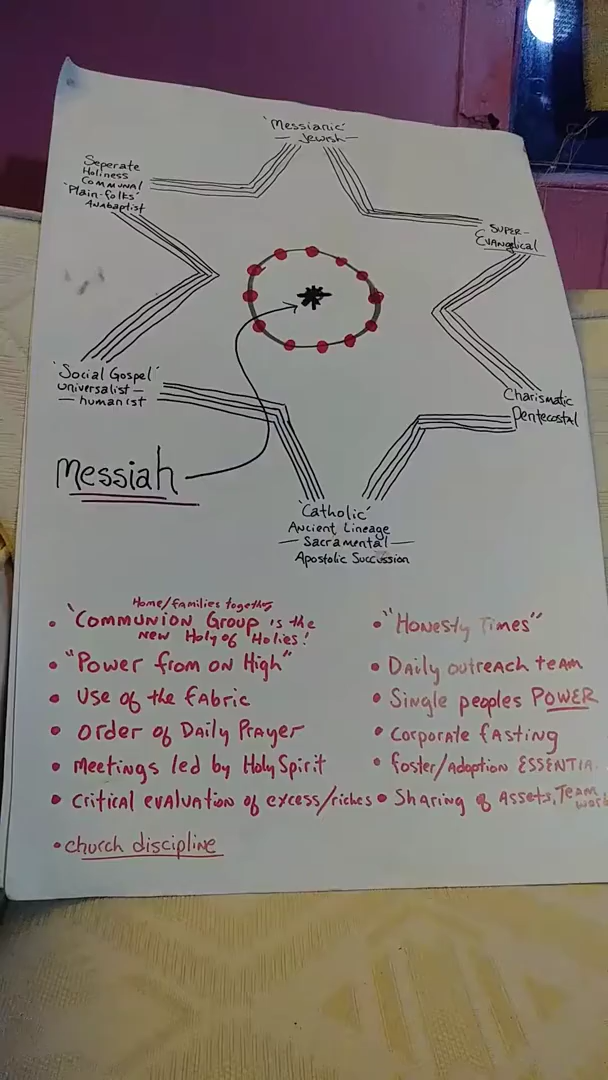 'Messianic'
— Jewish —
Seperate
Holiness
Communal
'Plain-folks'
Anabaptist
Super-
Evangelical
'Social Gospel'
universalist —
— humanist
Charismatic
Pentecostal
Messiah
'Catholic'
Ancient Lineage
— Sacramental —
Apostolic Succussion
Home/families together
• 'Communion Group is the
new Holy of Holies!
• "Power from on High"
• Use of the fabric
• Order of Daily Prayer
• Meetings led by Holy Spirit
• Critical evaluation of excess/riches
• church discipline
• "Honesty Times"
• Daily outreach team
• Single peoples POWER
• Corporate fasting
• foster/Adoption ESSENTIA
• Sharing of Assets, Team
work